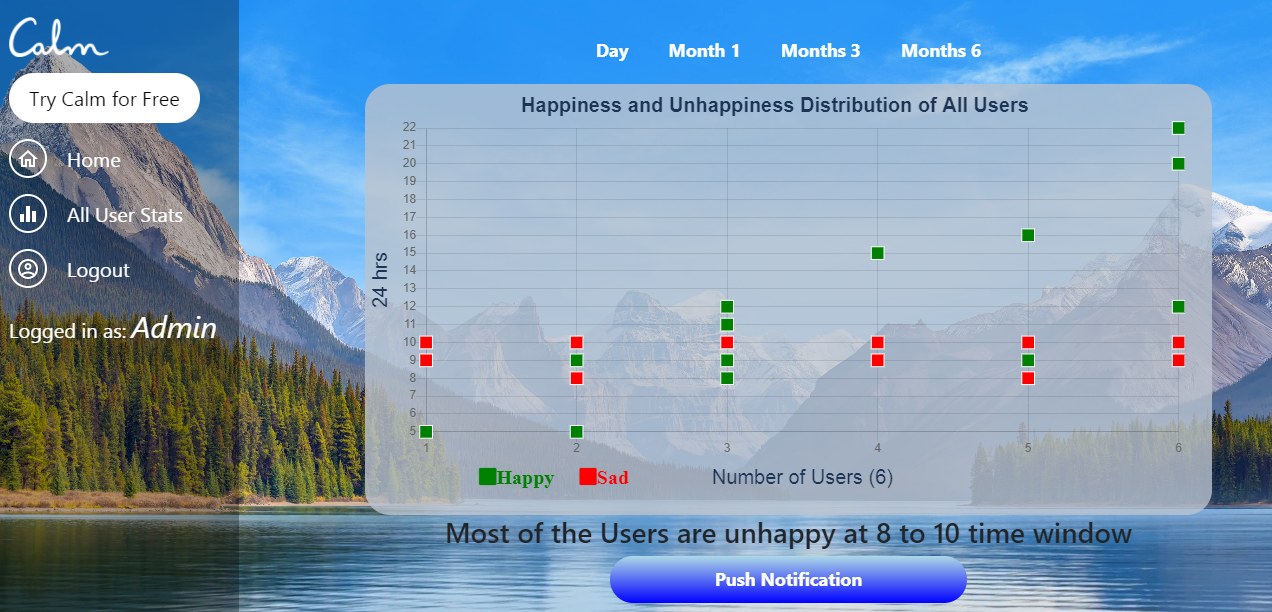 Calm
Try Calm for Free
Home
All User Stats
Logout
Logged in as: Admin
Day Month 1 Months 3 Months 6
Happiness and Unhappiness Distribution of All Users
24 hrs
22
21
20
19
18
17
16
15
14
13
12
11
10
9
8
7
6
5
1 2 3 4 5 6
Happy Sad Number of Users (6)
Most of the Users are unhappy at 8 to 10 time window
Push Notification